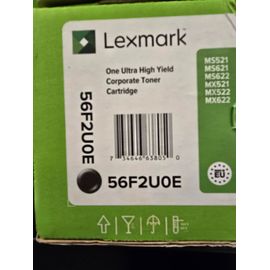 Lexmark
One Ultra High Yield
Corporate Toner
Cartridge
MS521
MS621
MS622
MX521
MX522
MX622
56F2U0E
7 34646 63805 0
56F2U0E
EU